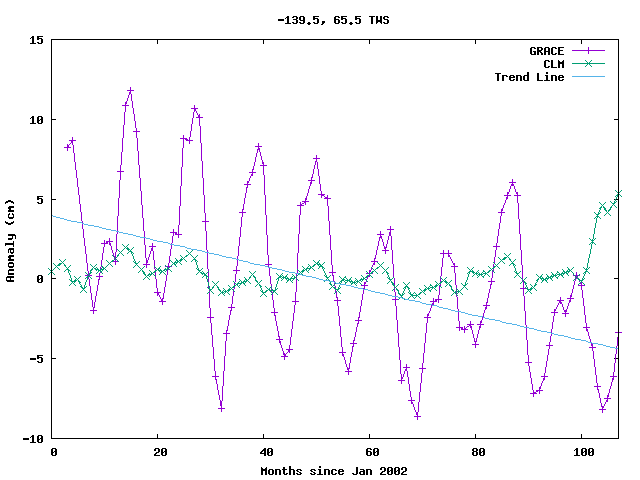 -139.5, 65.5 TWS
GRACE
CLM
Trend Line
15
10
5
0
-5
-10
Anomaly (cm)
0 20 40 60 80 100
Months since Jan 2002